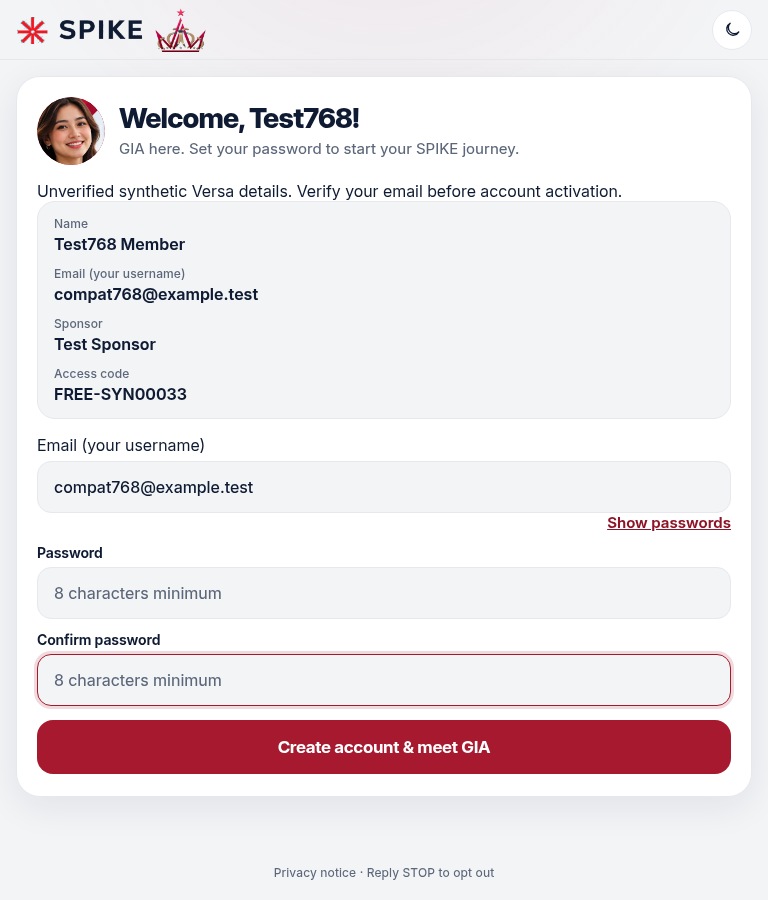 SPIKE
Welcome, Test768!
GIA here. Set your password to start your SPIKE journey.
Unverified synthetic Versa details. Verify your email before account activation.
Name
Test768 Member
Email (your username)
compat768@example.test
Sponsor
Test Sponsor
Access code
FREE-SYN00033
Email (your username)
compat768@example.test
Show passwords
Password
8 characters minimum
Confirm password
8 characters minimum
Create account & meet GIA
Privacy notice · Reply STOP to opt out